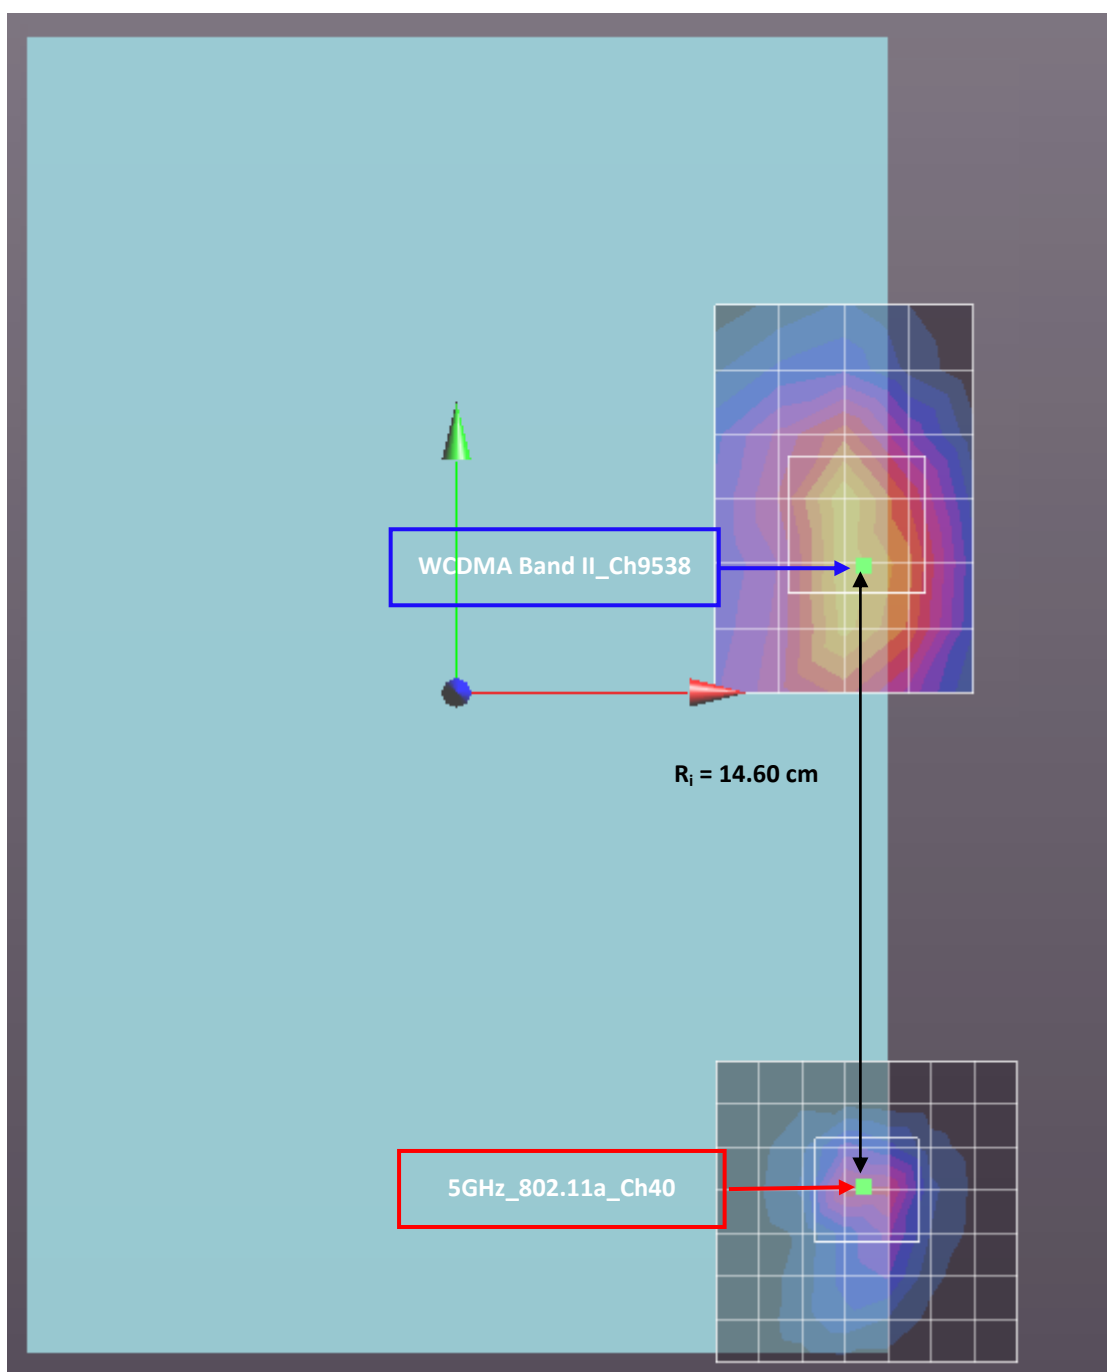 WCDMA Band II_Ch9538
Rᵢ = 14.60 cm
5GHz_802.11a_Ch40